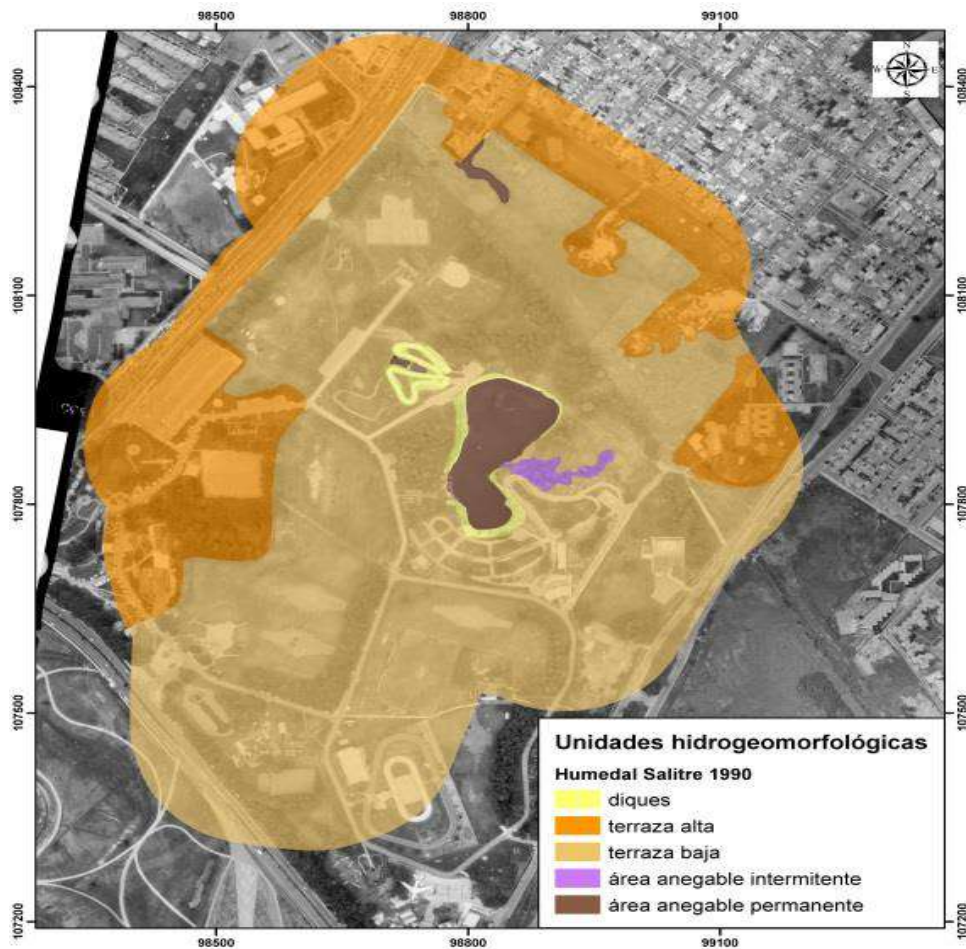 98500 98800 99100
N
W E
S
108400 108400
108100 108100
107800 107800
107500 107500
107200 107200
Unidades hidrogeomorfológicas
Humedal Salitre 1990
diques
terraza alta
terraza baja
área anegable intermitente
área anegable permanente
98500 98800 99100